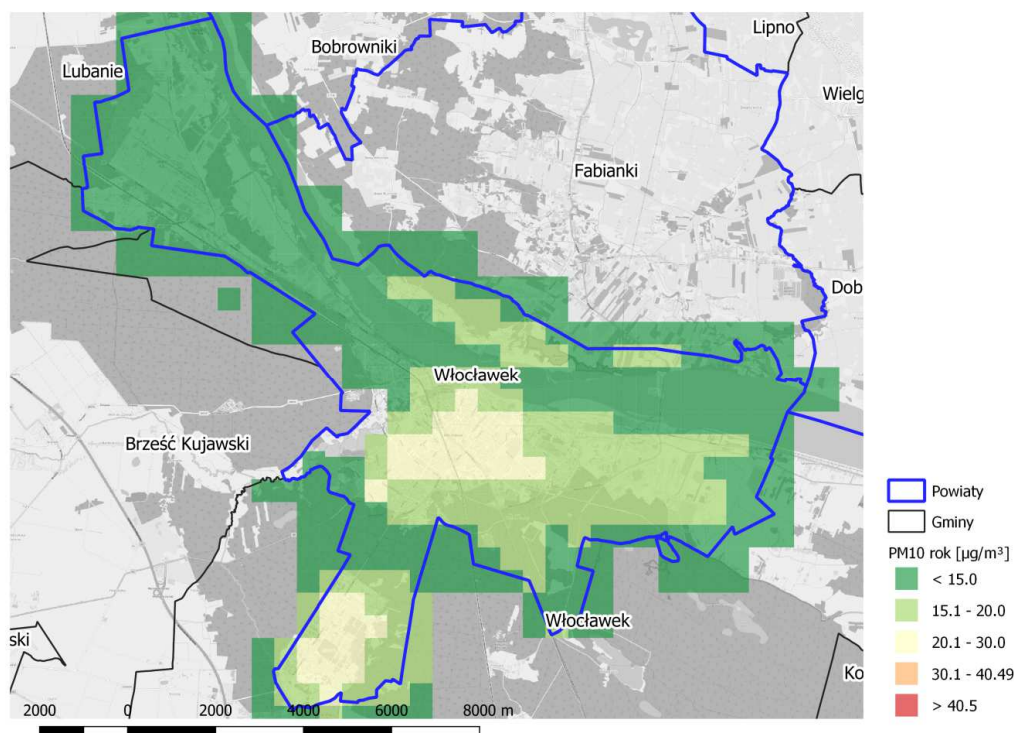 Lipno
Bobrowniki
Lubanie
Wielg
Fabianki
Dob
Włocławek
Brześć Kujawski
Włocławek
ski
Ko
2000 0 2000 4000 6000 8000 m
Powiaty
Gminy
PM10 rok [µg/m³]
< 15.0
15.1 - 20.0
20.1 - 30.0
30.1 - 40.49
> 40.5